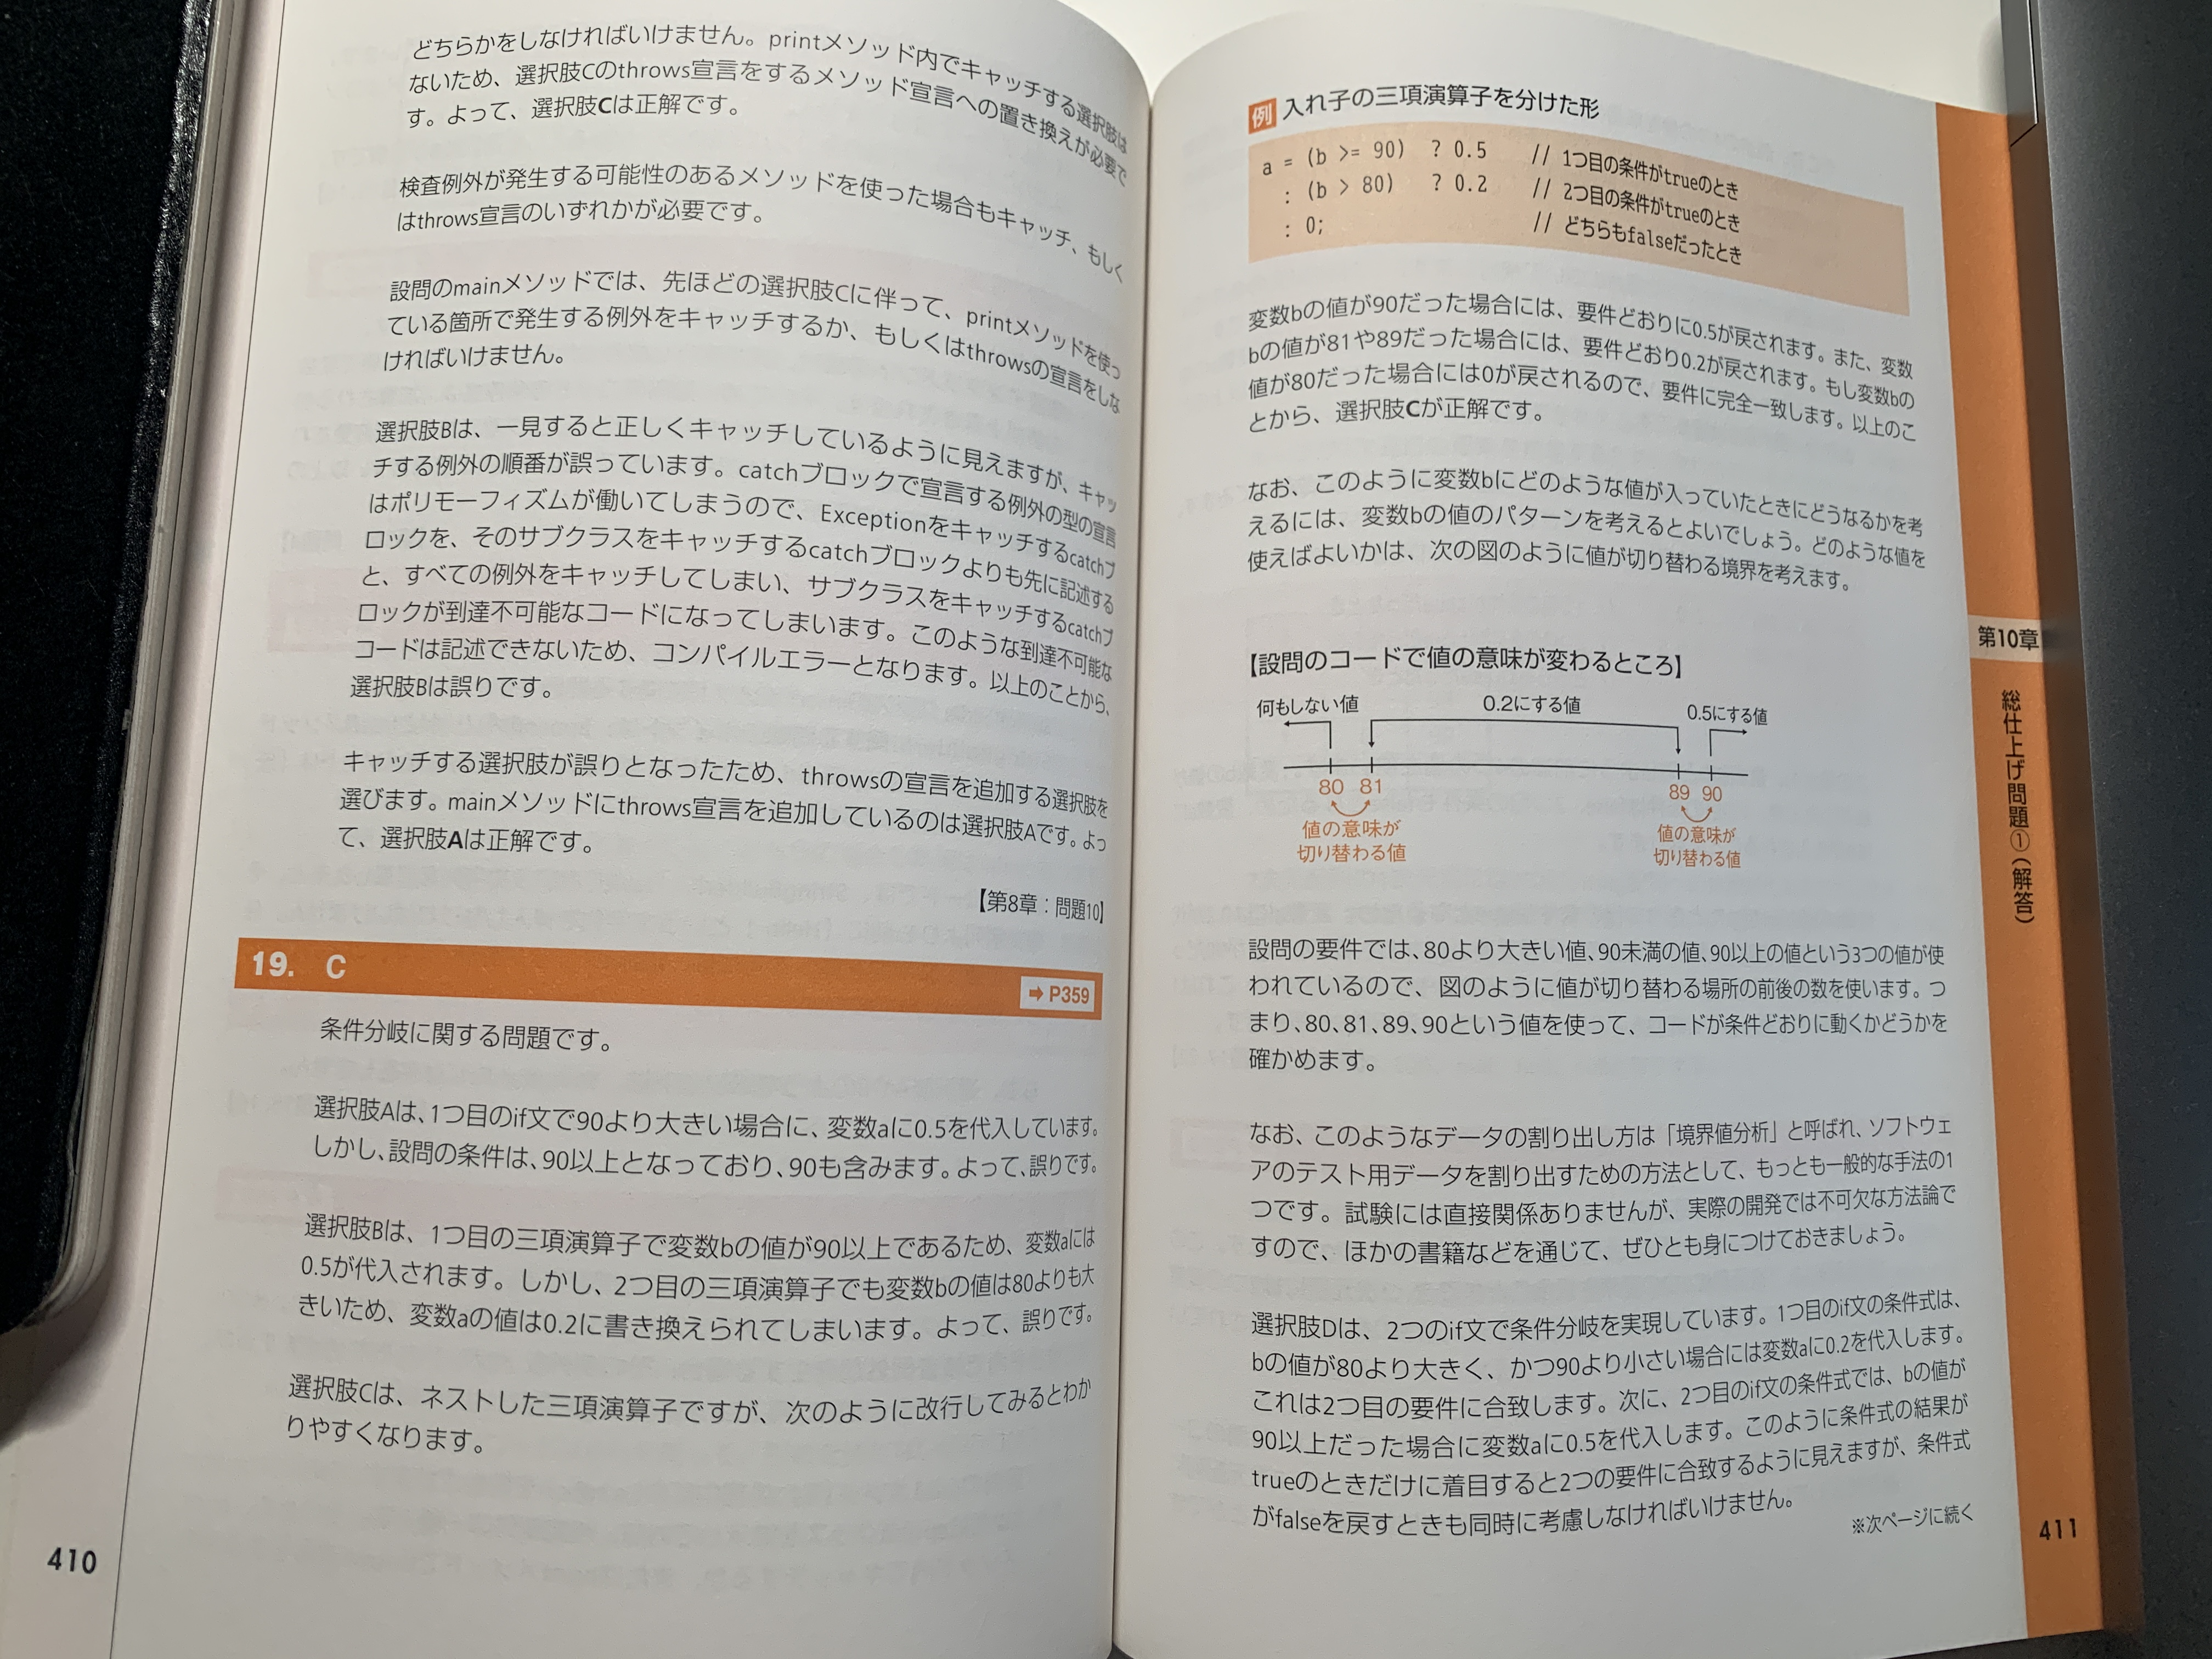 どちらかをしなければいけません。printメソッド内でキャッチする選択肢は
ないため、選択肢Cのthrows宣言をするメソッド宣言への置き換えが必要で
す。よって、選択肢Cは正解です。
検査例外が発生する可能性のあるメソッドを使った場合もキャッチ、もしく
はthrows宣言のいずれかが必要です。
設問のmainメソッドでは、先ほどの選択肢Cに伴って、printメソッドを使っ
ている箇所で発生する例外をキャッチするか、もしくはthrowsの宣言をしな
ければいけません。
選択肢Bは、一見すると正しくキャッチしているように見えますが、キャッ
チする例外の順番が誤っています。catchブロックで宣言する例外の型の宣言
はポリモーフィズムが働いてしまうので、Exceptionをキャッチするcatchブ
ロックを、そのサブクラスをキャッチするcatchブロックよりも先に記述する
と、すべての例外をキャッチしてしまい、サブクラスをキャッチするcatchブ
ロックが到達不可能なコードになってしまいます。このような到達不可能な
コードは記述できないため、コンパイルエラーとなります。以上のことから、
選択肢Bは誤りです。
キャッチする選択肢が誤りとなったため、throwsの宣言を追加する選択肢を
選びます。mainメソッドにthrows宣言を追加しているのは選択肢Aです。よっ
て、選択肢Aは正解です。
【第8章：問題10】
19. C
➡ P359
条件分岐に関する問題です。
選択肢Aは、1つ目のif文で90より大きい場合に、変数aに0.5を代入しています。
しかし、設問の条件は、90以上となっており、90も含みます。よって、誤りです。
選択肢Bは、1つ目の三項演算子で変数bの値が90以上であるため、変数aには
0.5が代入されます。しかし、2つ目の三項演算子でも変数bの値は80よりも大
きいため、変数aの値は0.2に書き換えられてしまいます。よって、誤りです。
選択肢Cは、ネストした三項演算子ですが、次のように改行してみるとわか
りやすくなります。
410
例 入れ子の三項演算子を分けた形
a = (b >= 90) ? 0.5 // 1つ目の条件がtrueのとき
: (b > 80) ? 0.2 // 2つ目の条件がtrueのとき
: 0; // どちらもfalseだったとき
変数bの値が90だった場合には、要件どおりに0.5が戻されます。また、変数
bの値が81や89だった場合には、要件どおり0.2が戻されます。もし変数bの
値が80だった場合には0が戻されるので、要件に完全一致します。以上のこ
とから、選択肢Cが正解です。
なお、このように変数bにどのような値が入っていたときにどうなるかを考
えるには、変数bの値のパターンを考えるとよいでしょう。どのような値を
使えばよいかは、次の図のように値が切り替わる境界を考えます。
【設問のコードで値の意味が変わるところ】
何もしない値 0.2にする値 0.5にする値
80 81 89 90
値の意味が 値の意味が
切り替わる値 切り替わる値
設問の要件では、80より大きい値、90未満の値、90以上の値という3つの値が使
われているので、図のように値が切り替わる場所の前後の数を使います。つ
まり、80、81、89、90という値を使って、コードが条件どおりに動くかどうかを
確かめます。
なお、このようなデータの割り出し方は「境界値分析」と呼ばれ、ソフトウェ
アのテスト用データを割り出すための方法として、もっとも一般的な手法の1
つです。試験には直接関係ありませんが、実際の開発では不可欠な方法論で
すので、ほかの書籍などを通じて、ぜひとも身につけておきましょう。
選択肢Dは、2つのif文で条件分岐を実現しています。1つ目のif文の条件式は、
bの値が80より大きく、かつ90より小さい場合には変数aに0.2を代入します。
これは2つ目の要件に合致します。次に、2つ目のif文の条件式では、bの値が
90以上だった場合に変数aに0.5を代入します。このように条件式の結果が
trueのときだけに着目すると2つの要件に合致するように見えますが、条件式
がfalseを戻すときも同時に考慮しなければいけません。
※次ページに続く
第10章
総仕上げ問題①（解答）
411